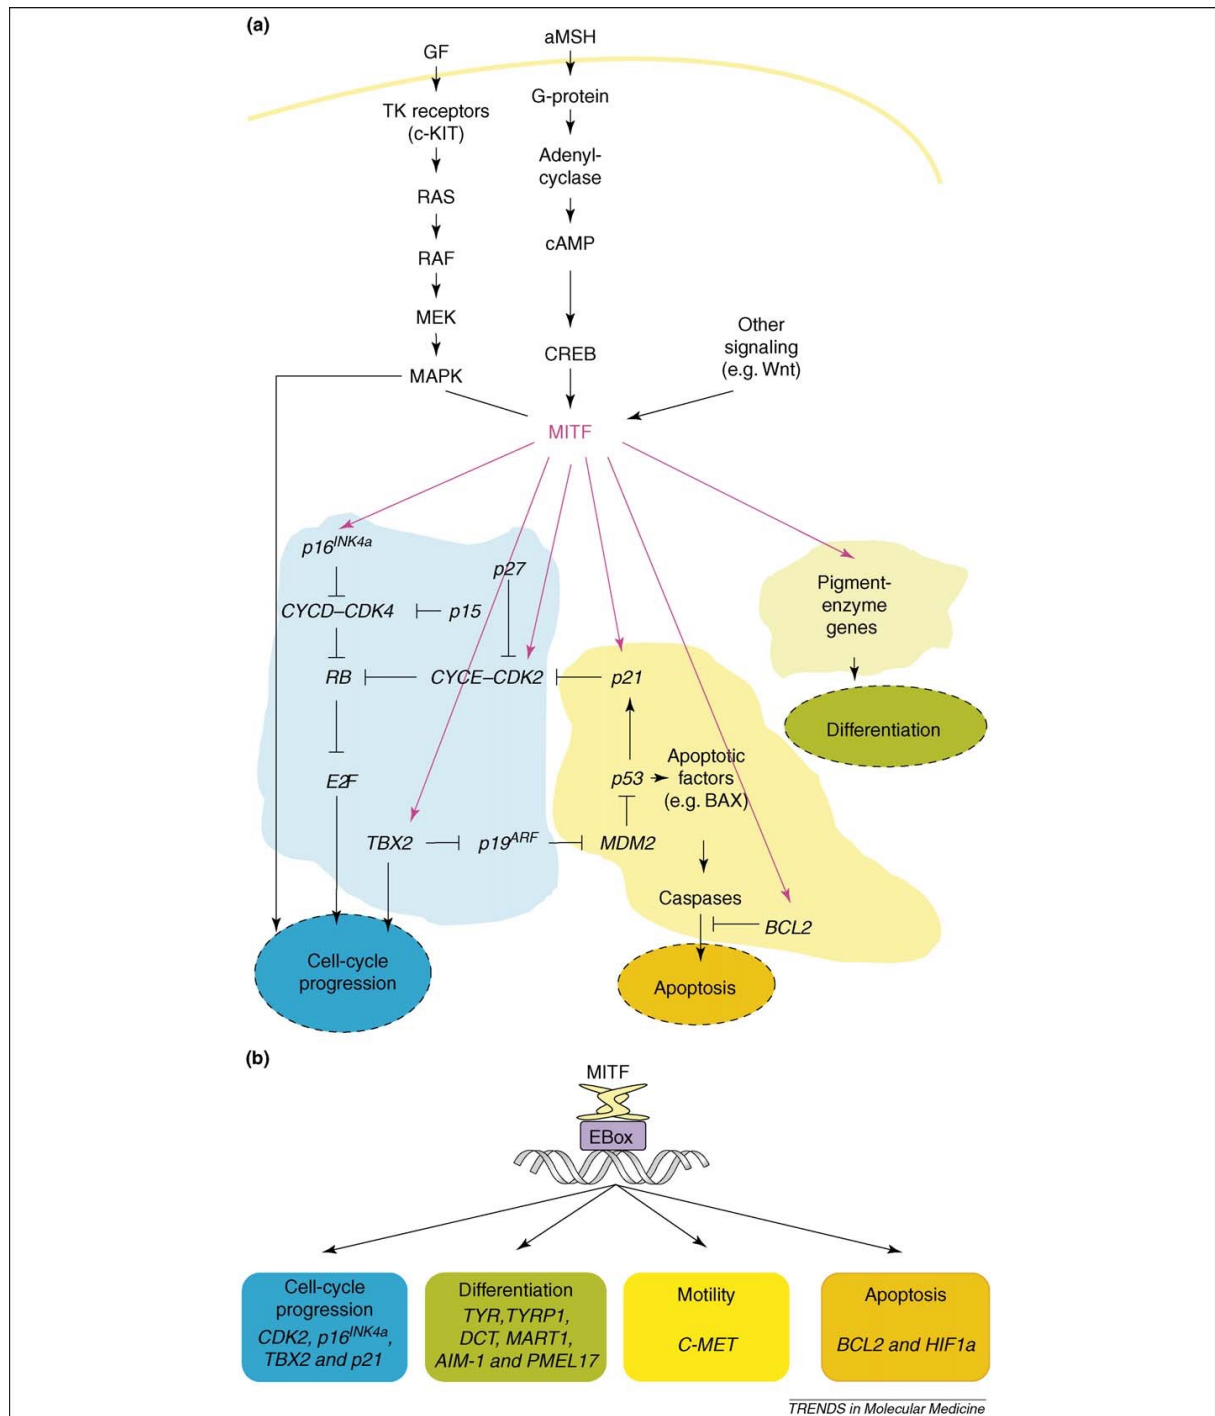 (a)
GF
aMSH
TK receptors
(c-KIT)
G-protein
Adenyl-
cyclase
RAS
cAMP
RAF
MEK
CREB
Other
signaling
(e.g. Wnt)
MAPK
MITF
p16INK4a
p27
CYCD–CDK4
p15
Pigment-
enzyme
genes
RB
CYCE–CDK2
p21
Differentiation
E2F
p53
Apoptotic
factors
(e.g. BAX)
TBX2
p19ARF
MDM2
Caspases
BCL2
Cell-cycle
progression
Apoptosis
(b)
MITF
EBox
Cell-cycle
progression
CDK2, p16INK4a,
TBX2 and p21
Differentiation
TYR,TYRP1,
DCT, MART1,
AIM-1 and PMEL17
Motility
C-MET
Apoptosis
BCL2 and HIF1a
TRENDS in Molecular Medicine